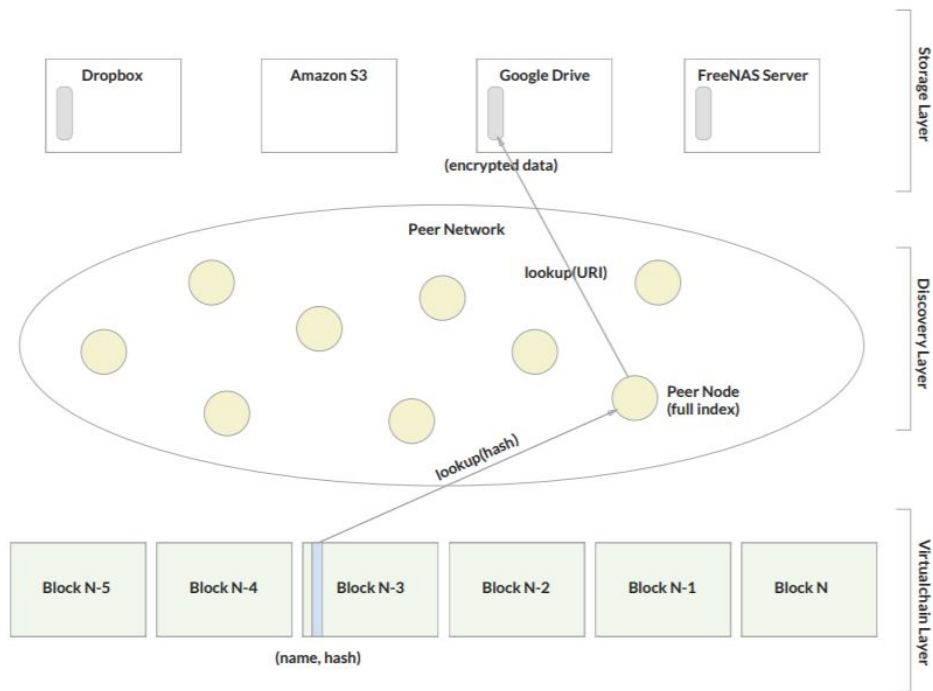 Dropbox
Amazon S3
Google Drive
FreeNAS Server
(encrypted data)
Storage Layer
Peer Network
lookup(URI)
Peer Node
(full index)
lookup(hash)
Discovery Layer
Block N-5
Block N-4
Block N-3
Block N-2
Block N-1
Block N
(name, hash)
Virtualchain Layer